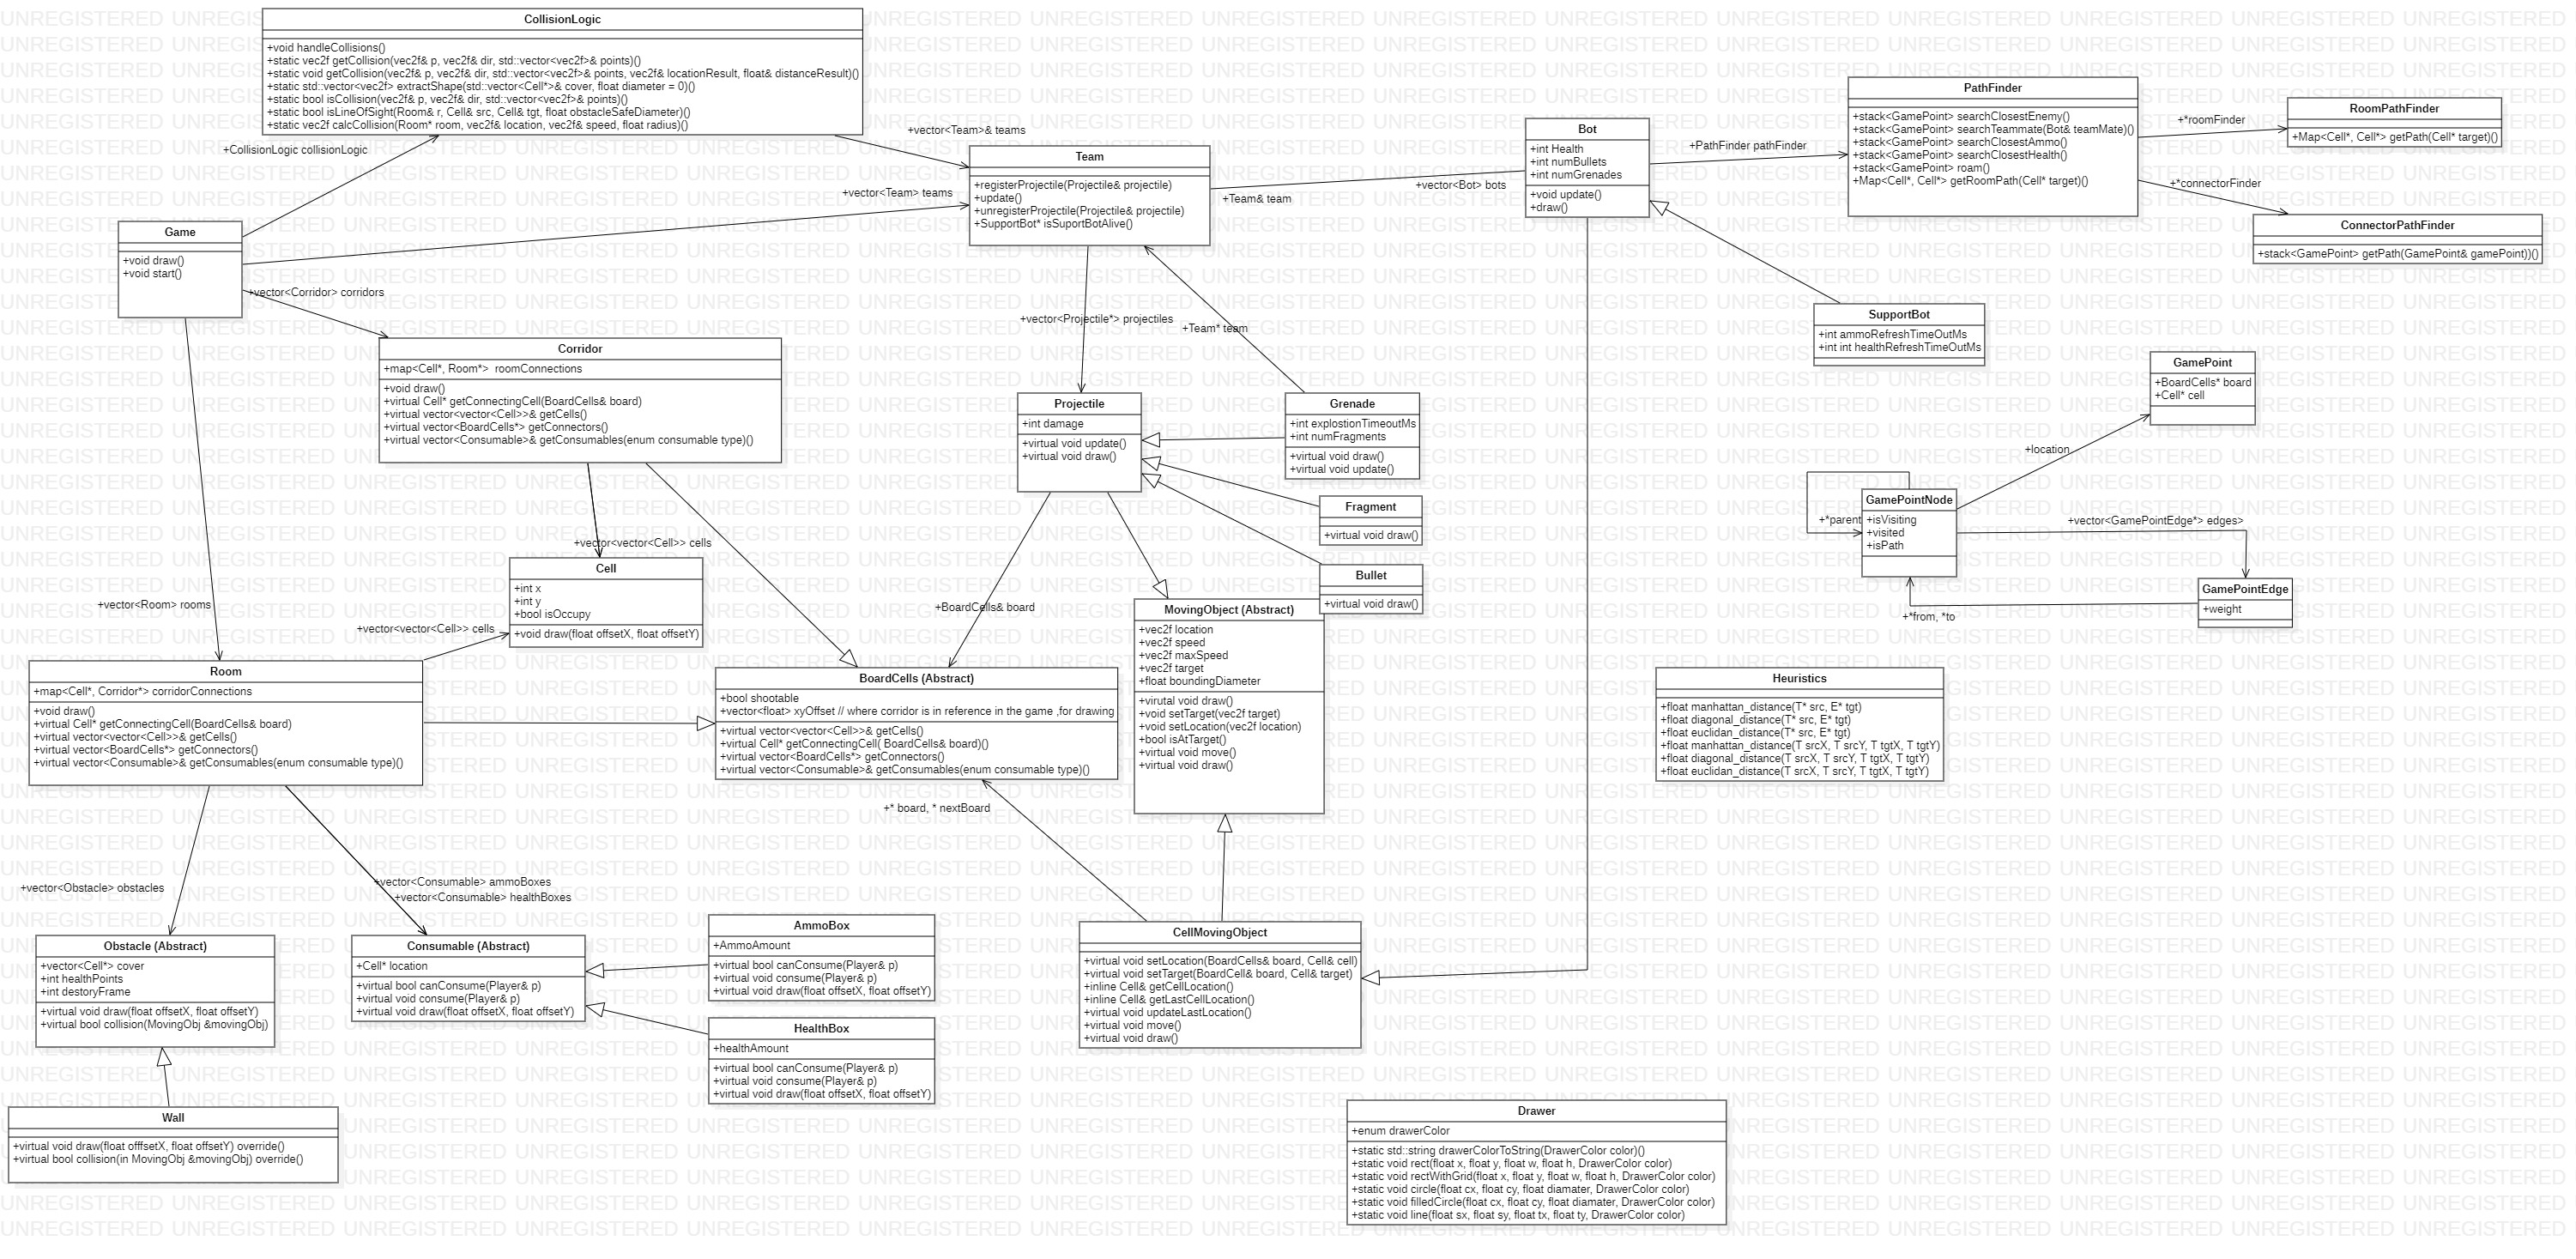 CollisionLogic
+void handleCollisions()
+static vec2f getCollision(vec2f& p, vec2f& dir, std::vector<vec2f>& points)()
+static void getCollision(vec2f& p, vec2f& dir, std::vector<vec2f>& points, vec2f& locationResult, float& distanceResult)()
+static std::vector<vec2f> extractShape(std::vector<Cell*>& cover, float diameter = 0)()
+static bool isCollision(vec2f& p, vec2f& dir, std::vector<vec2f>& points)()
+static bool isLineOfSight(Room& r, Cell& src, Cell& tgt, float obstacleSafeDiameter)()
+static vec2f calcCollision(Room* room, vec2f& location, vec2f& speed, float radius)()
+CollisionLogic collisionLogic
+vector<Team>& teams
+vector<Team> teams
Team
+registerProjectile(Projectile& projectile)
+update()
+unregisterProjectile(Projectile& projectile)
+SupportBot* isSuportBotAlive()
+Team& team
+vector<Bot> bots
Bot
+int Health
+int numBullets
+int numGrenades
+void update()
+draw()
+PathFinder pathFinder
PathFinder
+stack<GamePoint> searchClosestEnemy()
+stack<GamePoint> searchTeammate(Bot& teamMate)()
+stack<GamePoint> searchClosestAmmo()
+stack<GamePoint> searchClosestHealth()
+stack<GamePoint> roam()
+Map<Cell*, Cell*> getRoomPath(Cell* target)()
+*roomFinder
RoomPathFinder
+Map<Cell*, Cell*> getPath(Cell* target)()
+*connectorFinder
ConnectorPathFinder
+stack<GamePoint> getPath(GamePoint& gamePoint))()
Game
+void draw()
+void start()
+vector<Corridor> corridors
SupportBot
+int ammoRefreshTimeOutMs
+int int healthRefreshTimeOutMs
+vector<Projectile*> projectiles
+Team* team
Corridor
+map<Cell*, Room*> roomConnections
+void draw()
+virtual Cell* getConnectingCell(BoardCells& board)
+virtual vector<vector<Cell>>& getCells()
+virtual vector<BoardCells*> getConnectors()
+virtual vector<Consumable>& getConsumables(enum consumable type)()
GamePoint
+BoardCells* board
+Cell* cell
Projectile
+int damage
+virtual void update()
+virtual void draw()
Grenade
+int explostionTimeoutMs
+int numFragments
+virtual void draw()
+virtual void update()
+location
Fragment
+virtual void draw()
GamePointNode
+isVisiting
+visited
+isPath
+*parent
+vector<GamePointEdge*> edges>
+vector<vector<Cell>> cells
Cell
+int x
+int y
+bool isOccupy
+void draw(float offsetX, float offsetY)
Bullet
+virtual void draw()
GamePointEdge
+weight
+*from, *to
+vector<Room> rooms
+vector<vector<Cell>> cells
+BoardCells& board
MovingObject (Abstract)
+vec2f location
+vec2f speed
+vec2f maxSpeed
+vec2f target
+float boundingDiameter
+virutal void draw()
+void setTarget(vec2f target)
+void setLocation(vec2f location)
+bool isAtTarget()
+virtual void move()
+virtual void draw()
Room
+map<Cell*, Corridor*> corridorConnections
+void draw()
+virtual Cell* getConnectingCell(BoardCells& board)
+virtual vector<vector<Cell>>& getCells()
+virtual vector<BoardCells*> getConnectors()
+virtual vector<Consumable>& getConsumables(enum consumable type)()
BoardCells (Abstract)
+bool shootable
+vector<float> xyOffset // where corridor is in reference in the game ,for drawing
+virtual vector<vector<Cell>>& getCells()
+virtual Cell* getConnectingCell( BoardCells& board)()
+virtual vector<BoardCells*> getConnectors()
+virtual vector<Consumable>& getConsumables(enum consumable type)()
Heuristics
+float manhattan_distance(T* src, E* tgt)
+float diagonal_distance(T* src, E* tgt)
+float euclidan_distance(T* src, E* tgt)
+float manhattan_distance(T srcX, T srcY, T tgtX, T tgtY)
+float diagonal_distance(T srcX, T srcY, T tgtX, T tgtY)
+float euclidan_distance(T srcX, T srcY, T tgtX, T tgtY)
+* board, * nextBoard
+vector<Obstacle> obstacles
+vector<Consumable> ammoBoxes
+vector<Consumable> healthBoxes
Obstacle (Abstract)
+vector<Cell*> cover
+int healthPoints
+int destoryFrame
+virtual void draw(float offsetX, float offsetY)
+virtual bool collision(MovingObj &movingObj)
Consumable (Abstract)
+Cell* location
+virtual bool canConsume(Player& p)
+virtual void consume(Player& p)
+virtual void draw(float offsetX, float offsetY)
AmmoBox
+AmmoAmount
+virtual bool canConsume(Player& p)
+virtual void consume(Player& p)
+virtual void draw(float offsetX, float offsetY)
HealthBox
+healthAmount
+virtual bool canConsume(Player& p)
+virtual void consume(Player& p)
+virtual void draw(float offsetX, float offsetY)
CellMovingObject
+virtual void setLocation(BoardCells& board, Cell& cell)
+virtual void setTarget(BoardCell& board, Cell& target)
+inline Cell& getCellLocation()
+inline Cell& getLastCellLocation()
+virtual void updateLastLocation()
+virtual void move()
+virtual void draw()
Wall
+virtual void draw(float offfsetX, float offsetY) override()
+virtual bool collision(in MovingObj &movingObj) override()
Drawer
+enum drawerColor
+static std::string drawerColorToString(DrawerColor color)()
+static void rect(float x, float y, float w, float h, DrawerColor color)
+static void rectWithGrid(float x, float y, float w, float h, DrawerColor color)
+static void circle(float cx, float cy, float diamater, DrawerColor color)
+static void filledCircle(float cx, float cy, float diamater, DrawerColor color)
+static void line(float sx, float sy, float tx, float ty, DrawerColor color)
UNREGISTERED